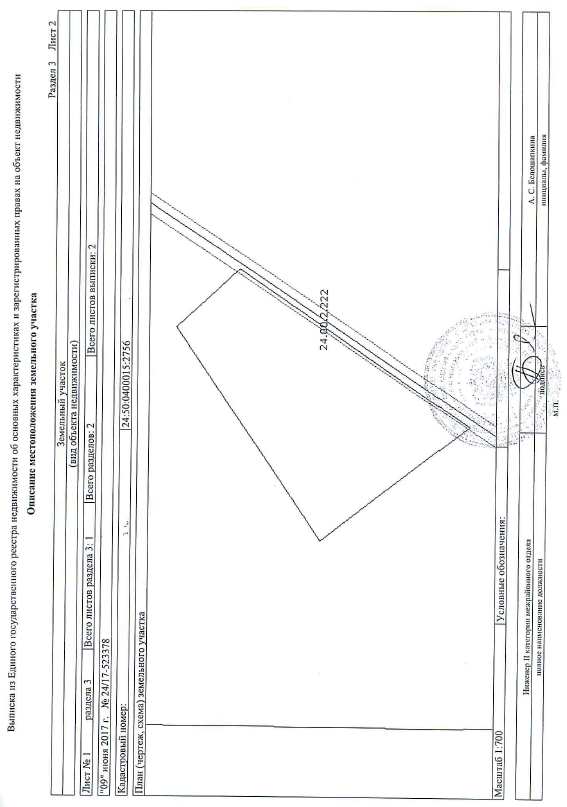 Выписка из Единого государственного реестра недвижимости об основных характеристиках и зарегистрированных правах на объект недвижимости
Раздел 3 Лист 2
Описание местоположения земельного участка
Земельный участок
(вид объекта недвижимости)
Лист № 1 раздела 3 Всего листов раздела 3: 1 Всего разделов: 2 Всего листов выписки: 2
"09" июня 2017 г. № 24/17-523378
Кадастровый номер: 24:50:0400015:2756
План (чертеж, схема) земельного участка
24.00.2.222
Масштаб 1:700 Условные обозначения:
Инженер II категории межрайонного отдела А. С. Белошапкина
полное наименование должности подпись инициалы, фамилия
М.П.